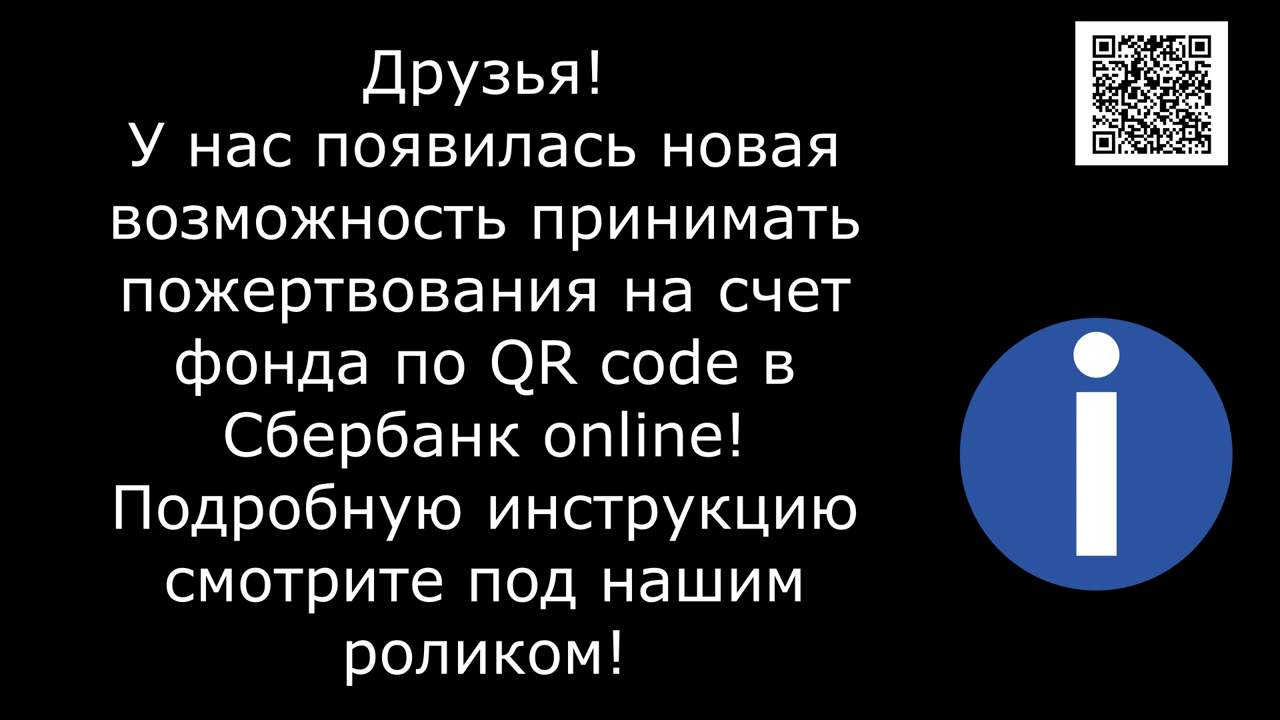 Друзья!
У нас появилась новая
возможность принимать
пожертвования на счет
фонда по QR code в
Сбербанк online!
Подробную инструкцию
смотрите под нашим
роликом!